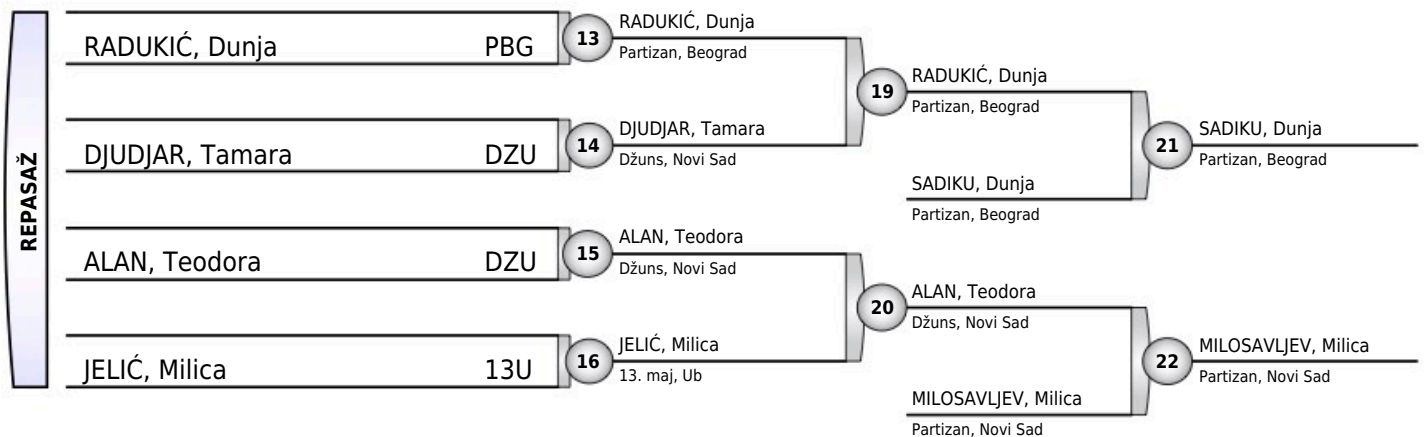 REPASAŽ
RADUKIĆ, Dunja PBG
DJUDJAR, Tamara DZU
ALAN, Teodora DZU
JELIĆ, Milica 13U
13
RADUKIĆ, Dunja
Partizan, Beograd
14
DJUDJAR, Tamara
Džuns, Novi Sad
15
ALAN, Teodora
Džuns, Novi Sad
16
JELIĆ, Milica
13. maj, Ub
19
RADUKIĆ, Dunja
Partizan, Beograd
SADIKU, Dunja
Partizan, Beograd
20
ALAN, Teodora
Džuns, Novi Sad
MILOSAVLJEV, Milica
Partizan, Novi Sad
21
SADIKU, Dunja
Partizan, Beograd
22
MILOSAVLJEV, Milica
Partizan, Novi Sad